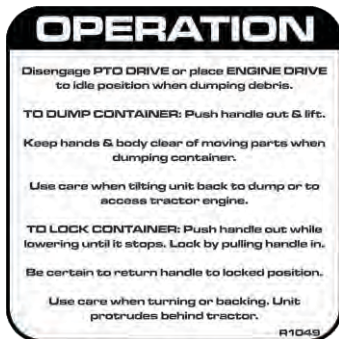 OPERATION
Disengage PTO DRIVE or place ENGINE DRIVE
to idle position when dumping debris.
TO DUMP CONTAINER: Push handle out & lift.
Keep hands & body clear of moving parts when
dumping container.
Use care when tilting unit back to dump or to
access tractor engine.
TO LOCK CONTAINER: Push handle out while
lowering until it stops. Lock by pulling handle in.
Be certain to return handle to locked position.
Use care when turning or backing. Unit
protrudes behind tractor.
R1049